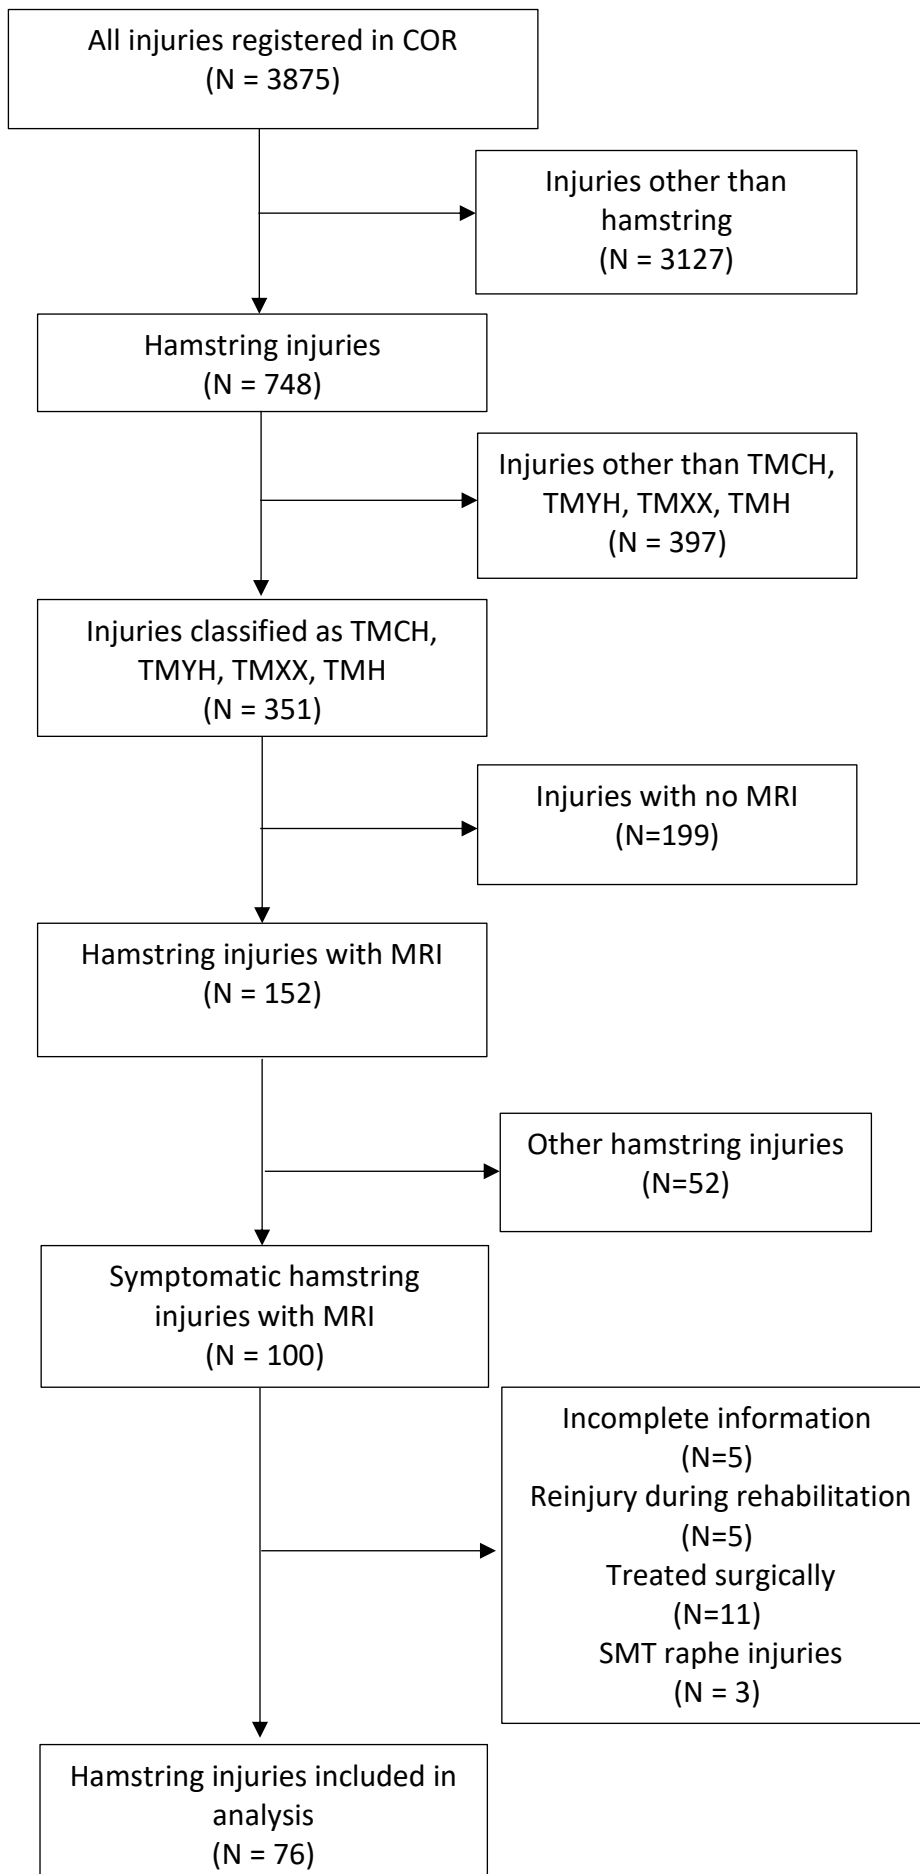 All injuries registered in COR
(N = 3875)
Injuries other than
hamstring
(N = 3127)
Hamstring injuries
(N = 748)
Injuries other than TMCH,
TMYH, TMXX, TMH
(N = 397)
Injuries classified as TMCH,
TMYH, TMXX, TMH
(N = 351)
Injuries with no MRI
(N=199)
Hamstring injuries with MRI
(N = 152)
Other hamstring injuries
(N=52)
Symptomatic hamstring
injuries with MRI
(N = 100)
Incomplete information
(N=5)
Reinjury during rehabilitation
(N=5)
Treated surgically
(N=11)
SMT raphe injuries
(N = 3)
Hamstring injuries included in
analysis
(N = 76)